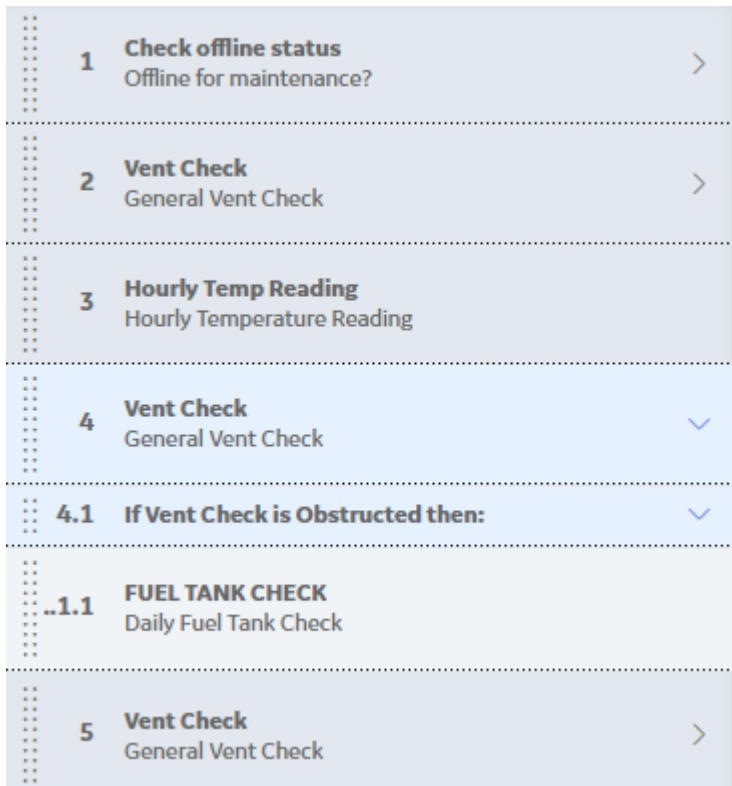 1 Check offline status
Offline for maintenance?
2 Vent Check
General Vent Check
3 Hourly Temp Reading
Hourly Temperature Reading
4 Vent Check
General Vent Check
4.1 If Vent Check is Obstructed then:
..1.1 FUEL TANK CHECK
Daily Fuel Tank Check
5 Vent Check
General Vent Check